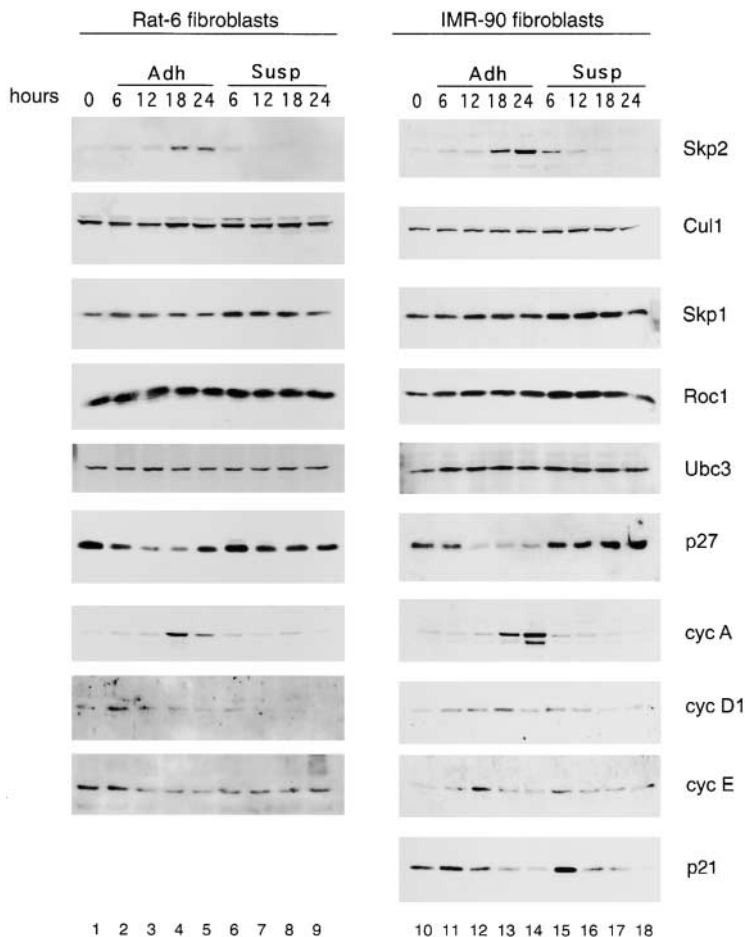 Rat-6 fibroblasts IMR-90 fibroblasts
Adh Susp Adh Susp
hours 0 6 12 18 24 6 12 18 24 0 6 12 18 24 6 12 18 24
Skp2
Cul1
Skp1
Roc1
Ubc3
p27
cyc A
cyc D1
cyc E
p21
1 2 3 4 5 6 7 8 9 10 11 12 13 14 15 16 17 18